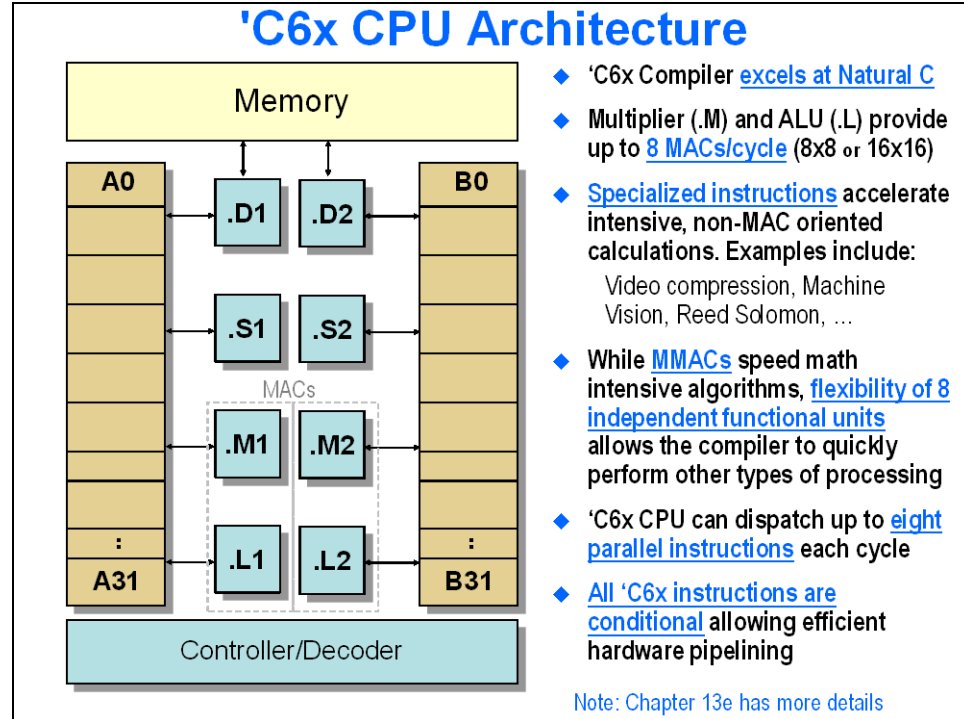 'C6x CPU Architecture
Memory
A0
B0
.D1
.D2
.S1
.S2
MACs
.M1
.M2
.L1
.L2
:
:
A31
B31
Controller/Decoder
◆ 'C6x Compiler excels at Natural C
◆ Multiplier (.M) and ALU (.L) provide
up to 8 MACs/cycle (8x8 or 16x16)
◆ Specialized instructions accelerate
intensive, non-MAC oriented
calculations. Examples include:
Video compression, Machine
Vision, Reed Solomon, ...
◆ While MMACs speed math
intensive algorithms, flexibility of 8
independent functional units
allows the compiler to quickly
perform other types of processing
◆ 'C6x CPU can dispatch up to eight
parallel instructions each cycle
◆ All 'C6x instructions are
conditional allowing efficient
hardware pipelining
Note: Chapter 13e has more details